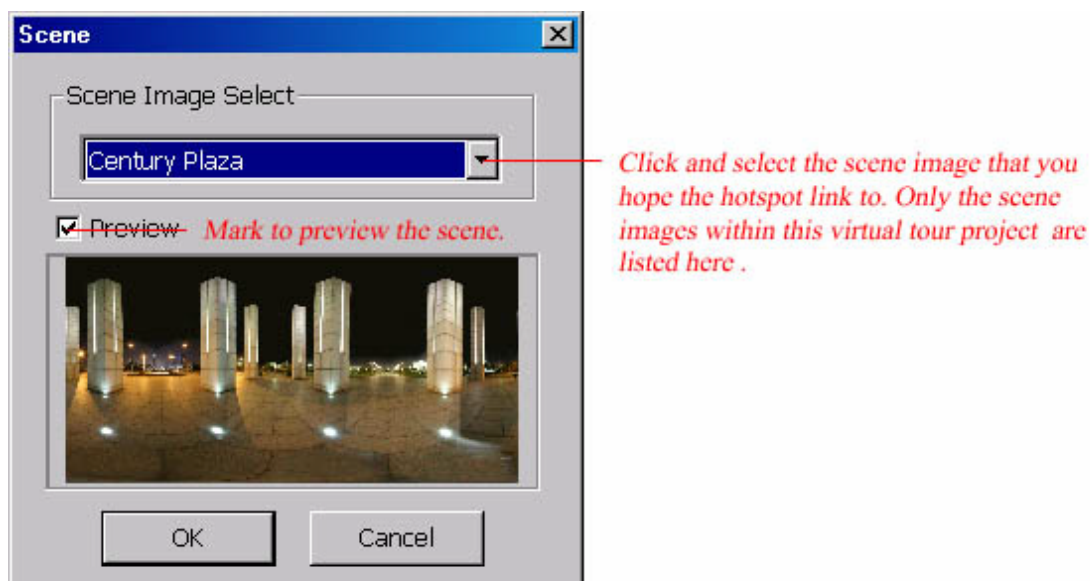 Scene
Scene Image Select
Century Plaza
Click and select the scene image that you
hope the hotspot link to. Only the scene
images within this virtual tour project are
listed here .
Preview Mark to preview the scene.
OK Cancel